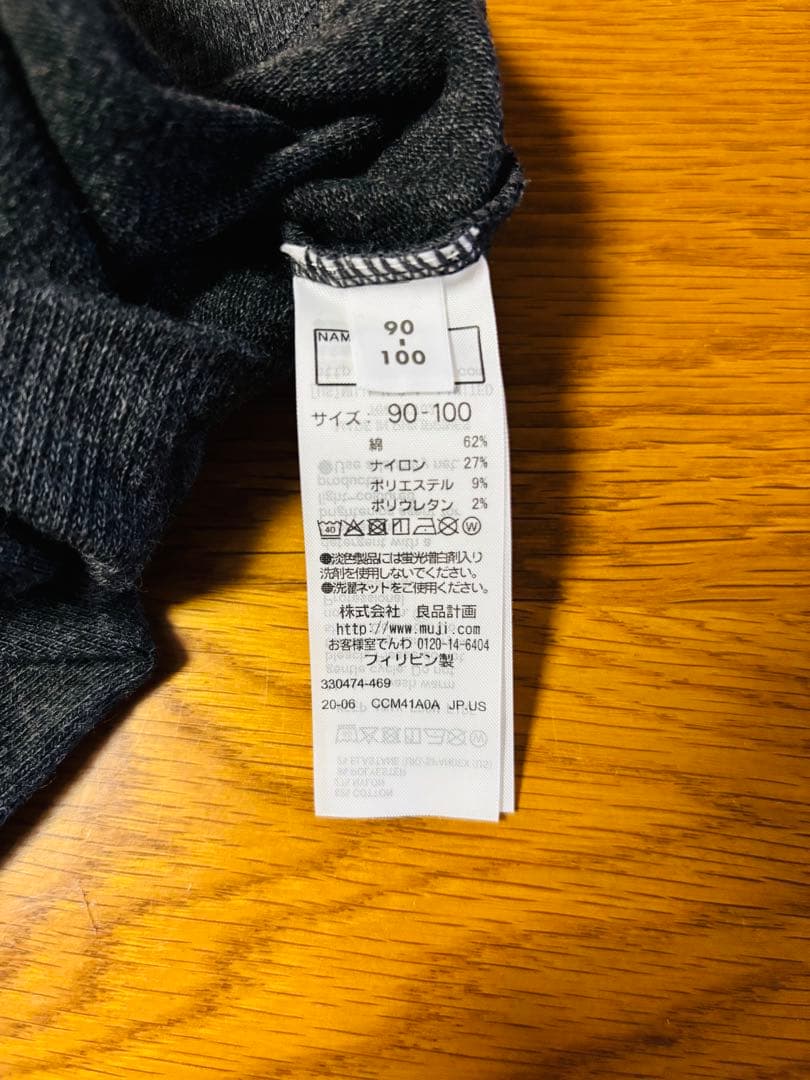 90
-
100
NAM
サイズ: 90-100
綿 62%
ナイロン 27%
ポリエステル 9%
ポリウレタン 2%
40 W
●淡色製品には蛍光増白剤入り
洗剤を使用しないでください。
●洗濯ネットをご使用ください。
株式会社 良品計画
http://www.muji.com
お客様室でんわ 0120-14-6404
フィリピン製
330474-469
20-06 CCM41A0A JP.US